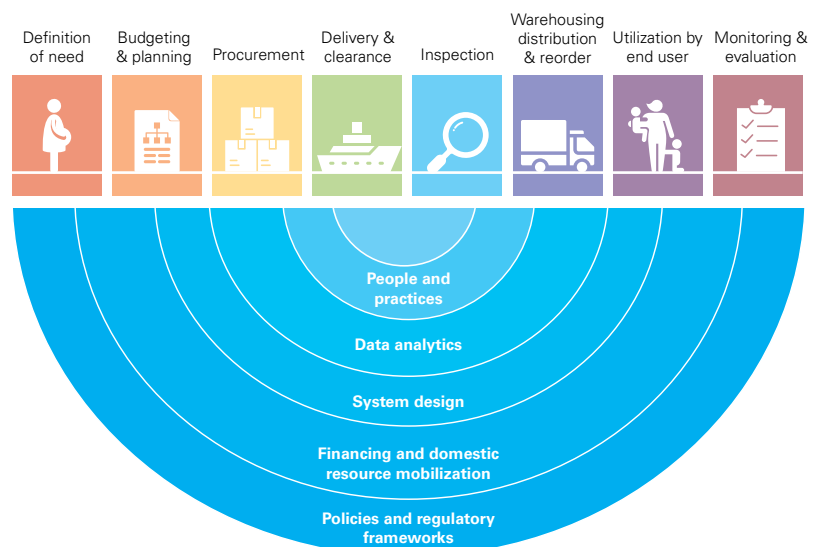 Definition
of need
Budgeting
& planning
Procurement
Delivery &
clearance
Inspection
Warehousing
distribution
& reorder
Utilization by
end user
Monitoring &
evaluation
People and
practices
Data analytics
System design
Financing and domestic
resource mobilization
Policies and regulatory
frameworks